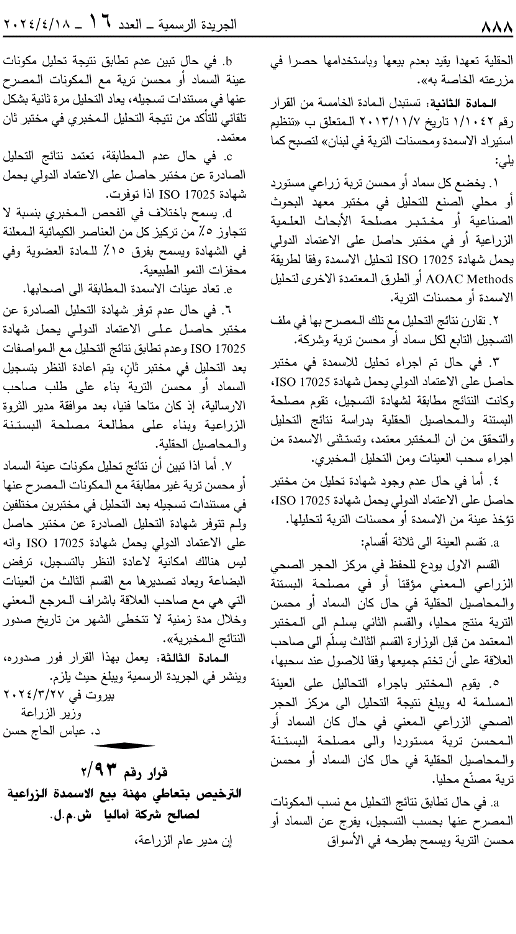 ٨٨٨
الجريدة الرسمية ـ العدد ١٦ ـ ٢٠٢٤/٤/١٨
الحقلية تعهدا يقيد بعدم بيعها وباستخدامها حصرا في
مزرعته الخاصة به».
المادة الثانية: تستبدل المادة الخامسة من القرار
رقم ١/١٠٤٢ تاريخ ٢٠١٣/١١/٧ المتعلق ب «تنظيم
استيراد الاسمدة ومحسنات التربة في لبنان» لتصبح كما
يلي:
١. يخضع كل سماد أو محسن تربة زراعي مستورد
أو محلي الصنع للتحليل في مختبر معهد البحوث
الصناعية أو مختبر مصلحة الأبحاث العلمية
الزراعية أو في مختبر حاصل على الاعتماد الدولي
يحمل شهادة ISO 17025 لتحليل الاسمدة وفقا لطريقة
AOAC Methods أو الطرق المعتمدة الاخرى لتحليل
الاسمدة أو محسنات التربة.
٢. تقارن نتائج التحليل مع تلك المصرح بها في ملف
التسجيل التابع لكل سماد أو محسن تربة وشركة.
٣. في حال تم اجراء تحليل للاسمدة في مختبر
حاصل على الاعتماد الدولي يحمل شهادة ISO 17025،
وكانت النتائج مطابقة لشهادة التسجيل، تقوم مصلحة
البستنة والمحاصيل الحقلية بدراسة نتائج التحليل
والتحقق من ان المختبر معتمد، وتستثنى الاسمدة من
اجراء سحب العينات ومن التحليل المخبري.
٤. أما في حال عدم وجود شهادة تحليل من مختبر
حاصل على الاعتماد الدولي يحمل شهادة ISO 17025،
تؤخذ عينة من الاسمدة أو محسنات التربة لتحليلها.
a. تقسم العينة الى ثلاثة أقسام:
القسم الاول يودع للحفظ في مركز الحجر الصحي
الزراعي المعني مؤقتا أو في مصلحة البستنة
والمحاصيل الحقلية في حال كان السماد أو محسن
التربة منتج محليا، والقسم الثاني يسلم الى المختبر
المعتمد من قبل الوزارة القسم الثالث يسلّم الى صاحب
العلاقة على أن تختم جميعها وفقا للاصول عند سحبها،
٥. يقوم المختبر باجراء التحاليل على العينة
المسلمة له ويبلغ نتيجة التحليل الى مركز الحجر
الصحي الزراعي المعني في حال كان السماد أو
المحسن تربة مستوردا والى مصلحة البستنة
والمحاصيل الحقلية في حال كان السماد أو محسن
تربة مصنّع محليا.
a. في حال تطابق نتائج التحليل مع نسب المكونات
المصرح عنها بحسب التسجيل، يفرج عن السماد أو
محسن التربة ويسمح بطرحه في الأسواق
b. في حال تبين عدم تطابق نتيجة تحليل مكونات
عينة السماد أو محسن تربة مع المكونات المصرح
عنها في مستندات تسجيله، يعاد التحليل مرة ثانية بشكل
تلقائي للتأكد من نتيجة التحليل المخبري في مختبر ثان
معتمد.
c. في حال عدم المطابقة، تعتمد نتائج التحليل
الصادرة عن مختبر حاصل على الاعتماد الدولي يحمل
شهادة ISO 17025 اذا توفرت.
d. يسمح باختلاف في الفحص المخبري بنسبة لا
تتجاوز ٥٪ من تركيز كل من العناصر الكيمائية المعلنة
في الشهادة ويسمح بفرق ١٥٪ للمادة العضوية وفي
محفزات النمو الطبيعية.
e. تعاد عينات الاسمدة المطابقة الى اصحابها.
٦. في حال عدم توفر شهادة التحليل الصادرة عن
مختبر حاصل على الاعتماد الدولي يحمل شهادة
ISO 17025 وعدم تطابق نتائج التحليل مع المواصفات
بعد التحليل في مختبر ثانٍ، يتم اعادة النظر بتسجيل
السماد أو محسن التربة بناء على طلب صاحب
الارسالية، إذ كان متاحا فنيا، بعد موافقة مدير الثروة
الزراعية وبناء على مطالعة مصلحة البستنة
والمحاصيل الحقلية.
٧. أما اذا تبين أن نتائج تحليل مكونات عينة السماد
أو محسن تربة غير مطابقة مع المكونات المصرح عنها
في مستندات تسجيله بعد التحليل في مختبرين مختلفين
ولم تتوفر شهادة التحليل الصادرة عن مختبر حاصل
على الاعتماد الدولي يحمل شهادة ISO 17025 وانه
ليس هنالك امكانية لاعادة النظر بالتسجيل، ترفض
البضاعة ويعاد تصديرها مع القسم الثالث من العينات
التي هي مع صاحب العلاقة باشراف المرجع المعني
وخلال مدة زمنية لا تتخطى الشهر من تاريخ صدور
النتائج المخبرية».
المادة الثالثة: يعمل بهذا القرار فور صدوره،
وينشر في الجريدة الرسمية ويبلغ حيث يلزم.
بيروت في ٢٠٢٤/٣/٢٧
وزير الزراعة
د. عباس الحاج حسن
قرار رقم ٢/٩٣
الترخيص بتعاطي مهنة بيع الاسمدة الزراعية
لصالح شركة أماليا ش.م.ل.
إن مدير عام الزراعة،